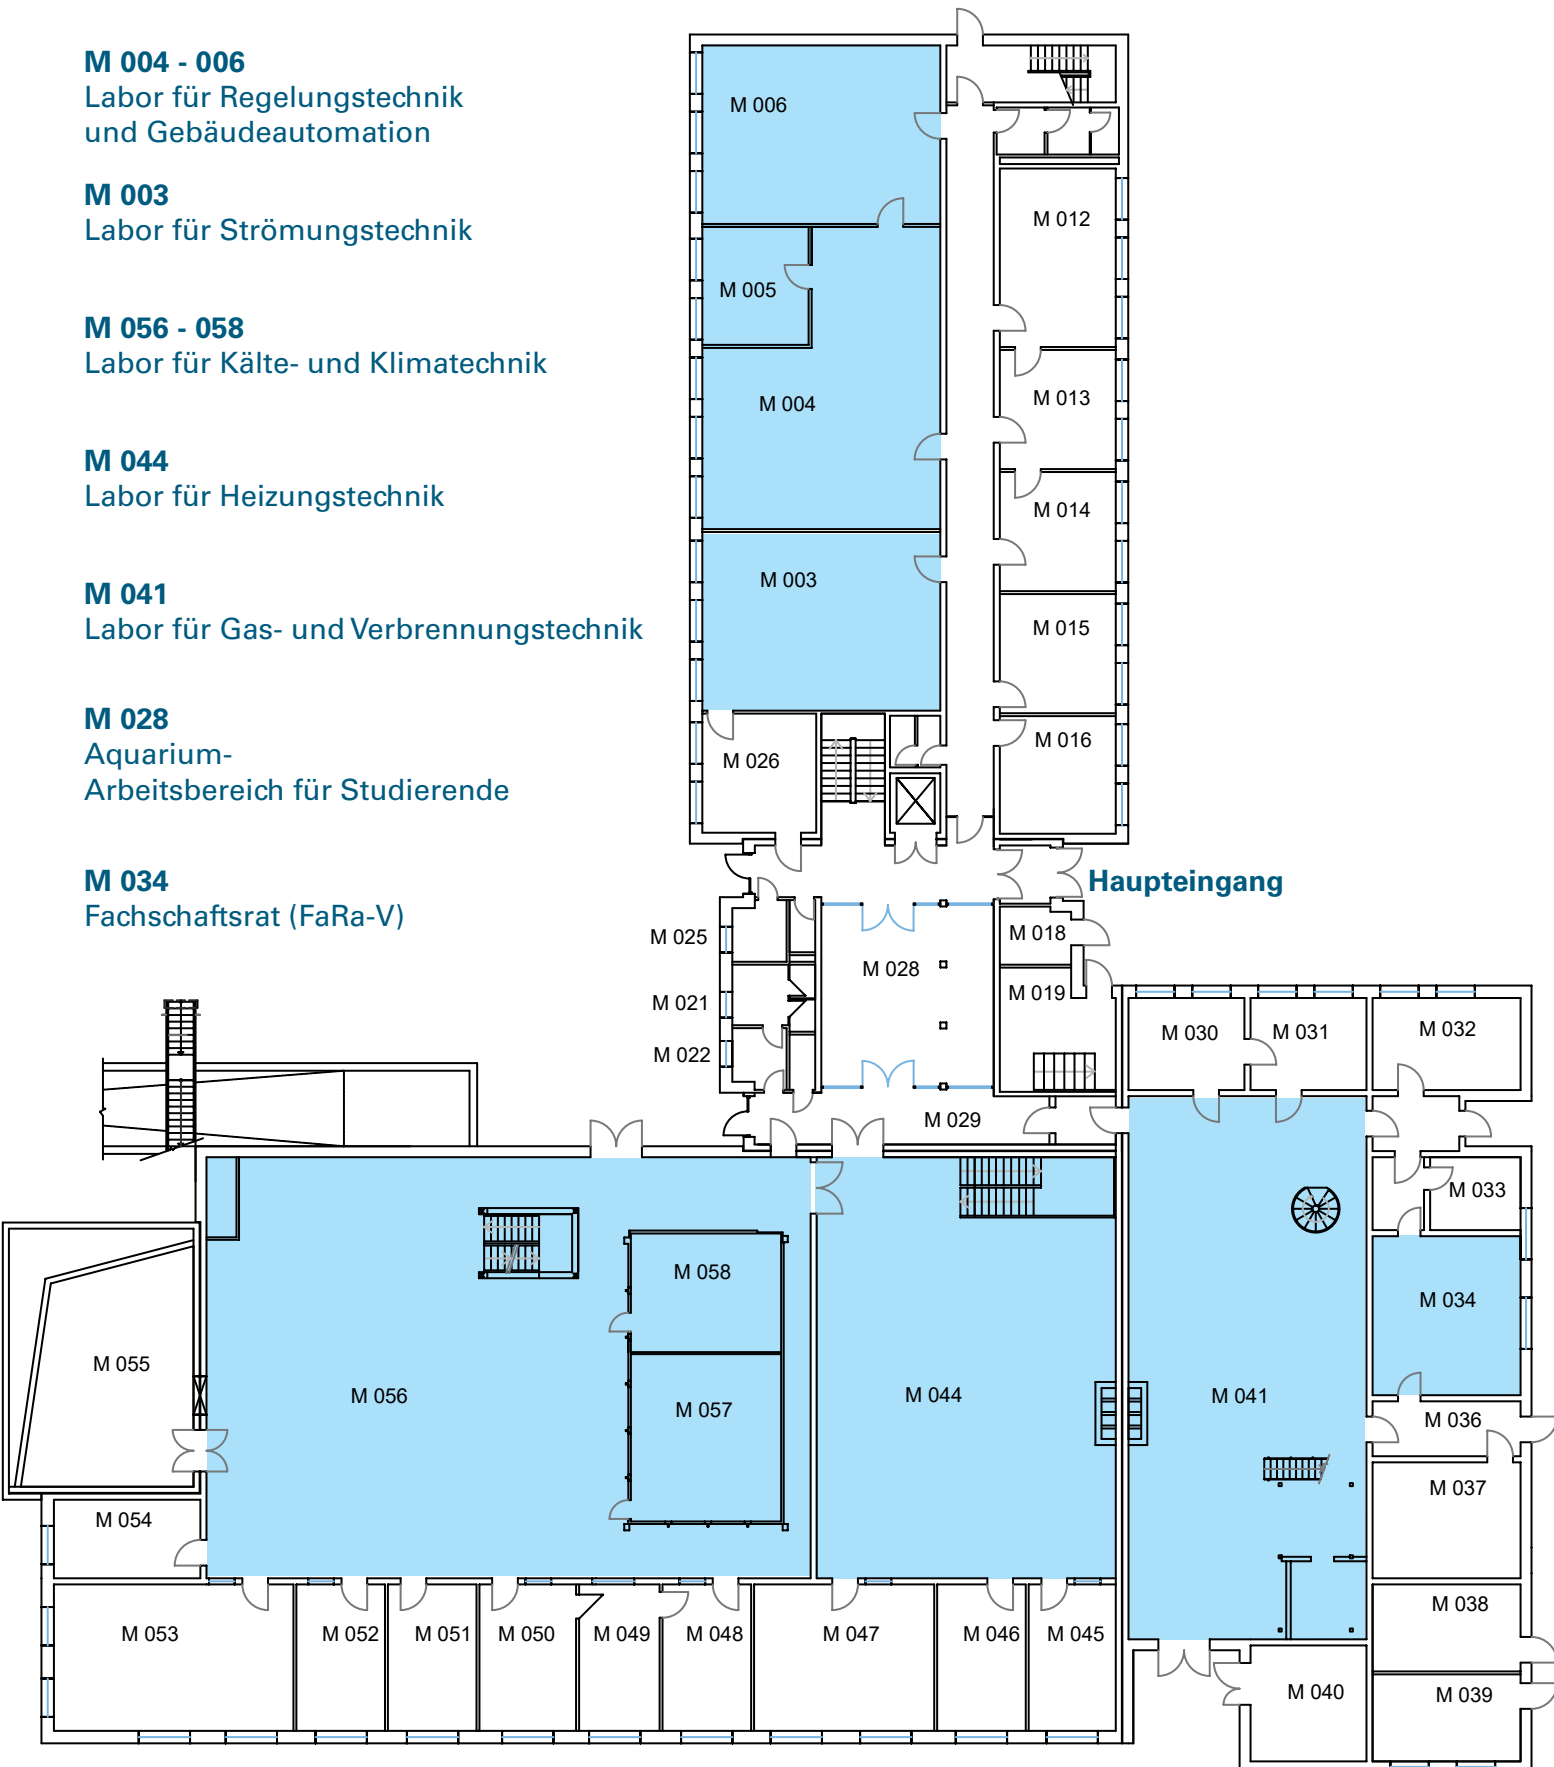 M 004 - 006
Labor für Regelungstechnik
und Gebäudeautomation
M 003
Labor für Strömungstechnik
M 056 - 058
Labor für Kälte- und Klimatechnik
M 044
Labor für Heizungstechnik
M 041
Labor für Gas- und Verbrennungstechnik
M 028
Aquarium-
Arbeitsbereich für Studierende
M 034
Fachschaftsrat (FaRa-V)
M 006
M 012
M 005
M 004
M 013
M 014
M 003
M 015
M 016
M 026
Haupteingang
M 025
M 018
M 028
M 021
M 019
M 022
M 030
M 031
M 032
M 029
M 033
M 058
M 034
M 055
M 056
M 057
M 044
M 041
M 036
M 037
M 054
M 053
M 052
M 051
M 050
M 049
M 048
M 047
M 046
M 045
M 038
M 040
M 039